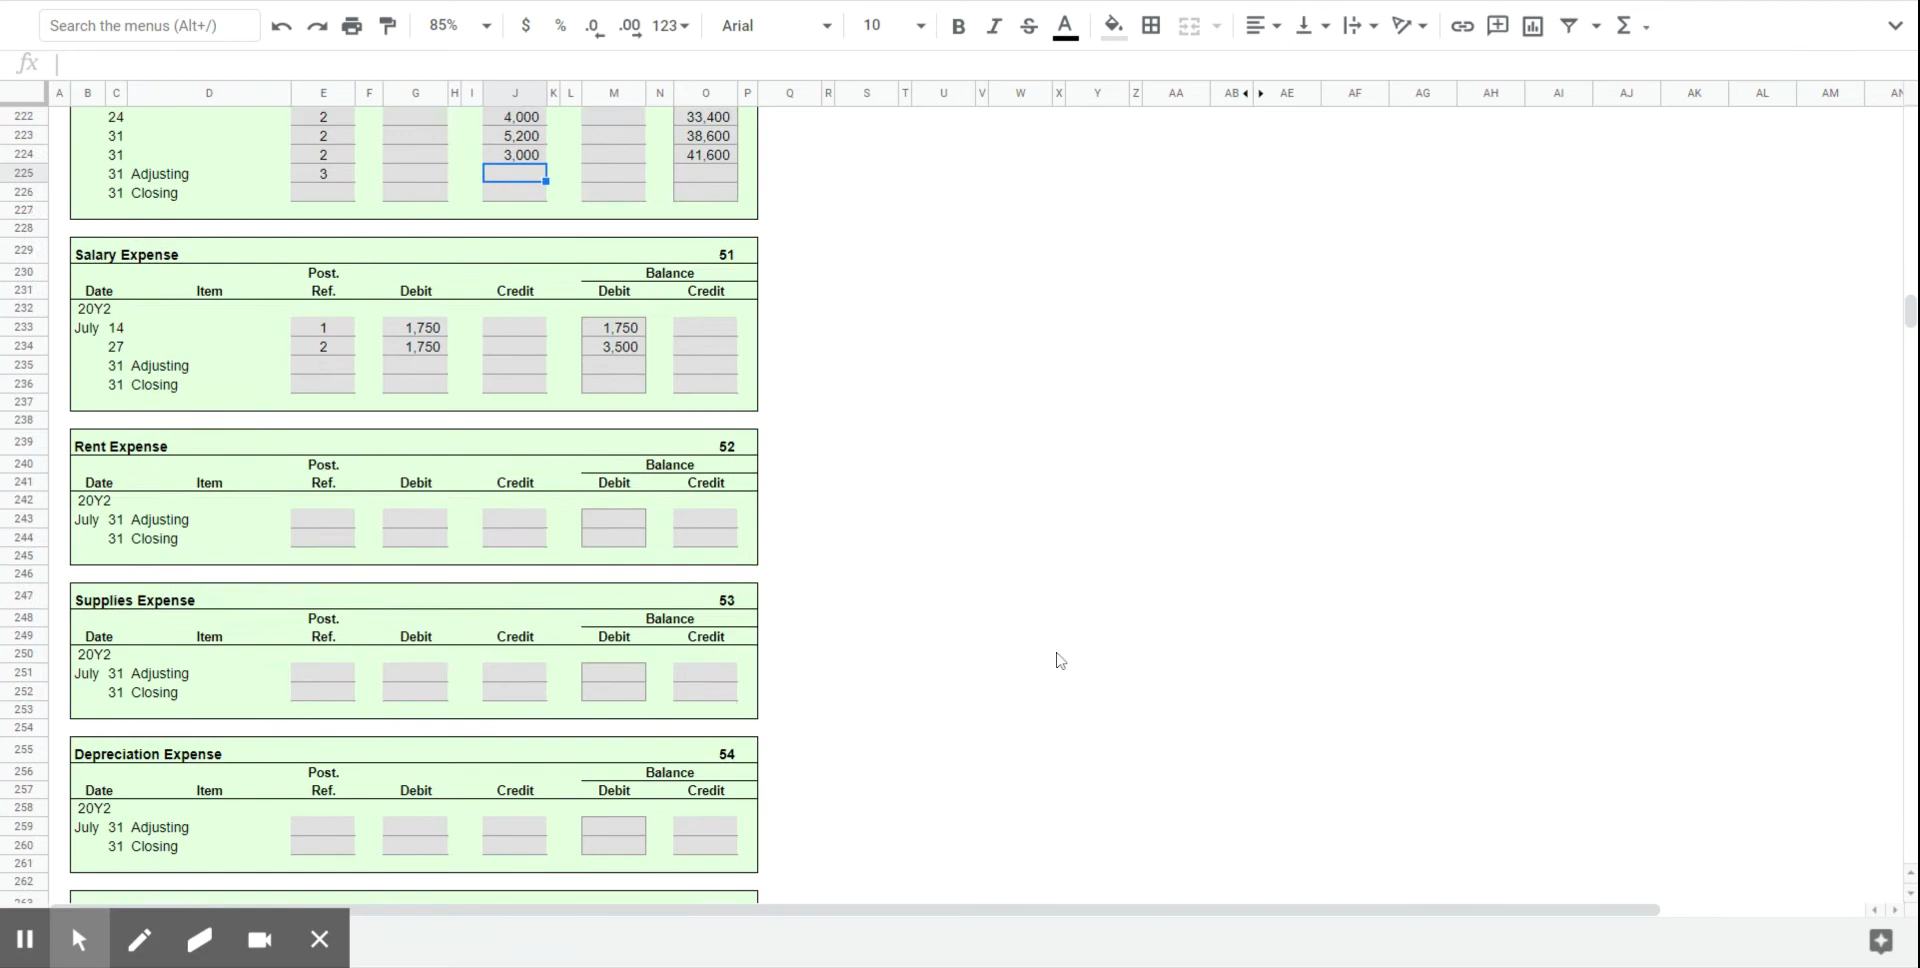 Search the menus (Alt+/) 85% $ % .0 .00 123 Arial 10 B I S A Σ
fx
A B C D E F G H I J K L M N O P Q R S T U V W X Y Z AA AB AE AF AG AH AI AJ AK AL AM AN
222 24 2 4,000 33,400
223 31 2 5,200 38,600
224 31 2 3,000 41,600
225 31 Adjusting 3
226 31 Closing
227
228
229 Salary Expense 51
230 Post. Balance
231 Date Item Ref. Debit Credit Debit Credit
232 20Y2
233 July 14 1 1,750 1,750
234 27 2 1,750 3,500
235 31 Adjusting
236 31 Closing
237
238
239 Rent Expense 52
240 Post. Balance
241 Date Item Ref. Debit Credit Debit Credit
242 20Y2
243 July 31 Adjusting
244 31 Closing
245
246
247 Supplies Expense 53
248 Post. Balance
249 Date Item Ref. Debit Credit Debit Credit
250 20Y2
251 July 31 Adjusting
252 31 Closing
253
254
255 Depreciation Expense 54
256 Post. Balance
257 Date Item Ref. Debit Credit Debit Credit
258 20Y2
259 July 31 Adjusting
260 31 Closing
261
262
263